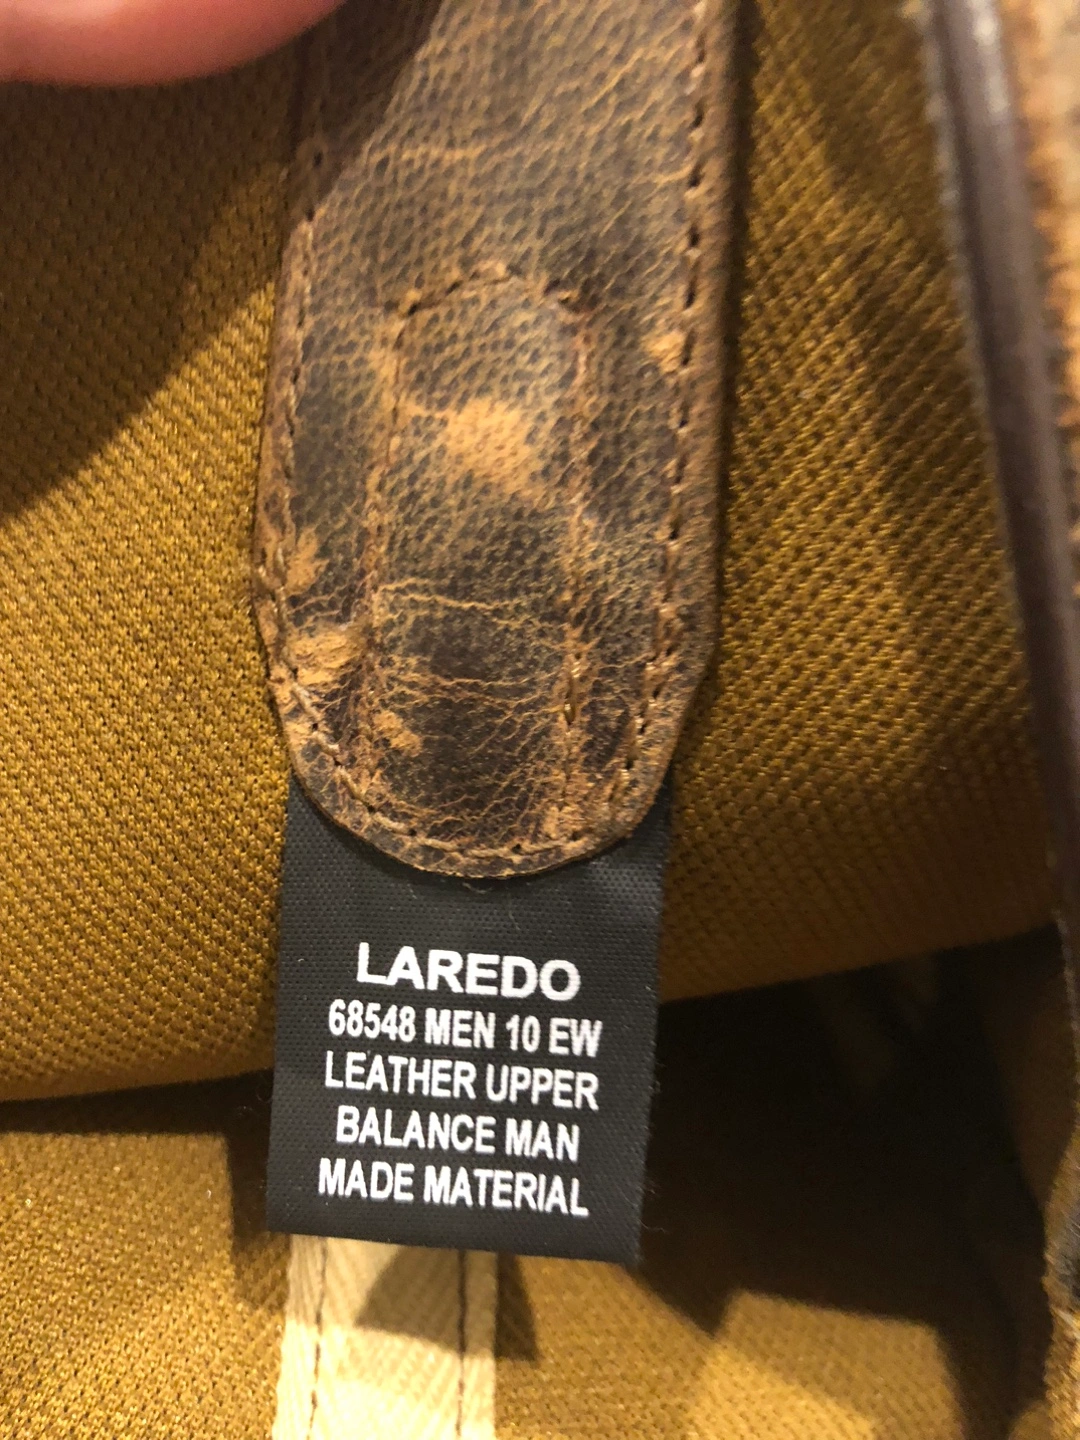 LAREDO
68548 MEN 10 EW
LEATHER UPPER
BALANCE MAN
MADE MATERIAL